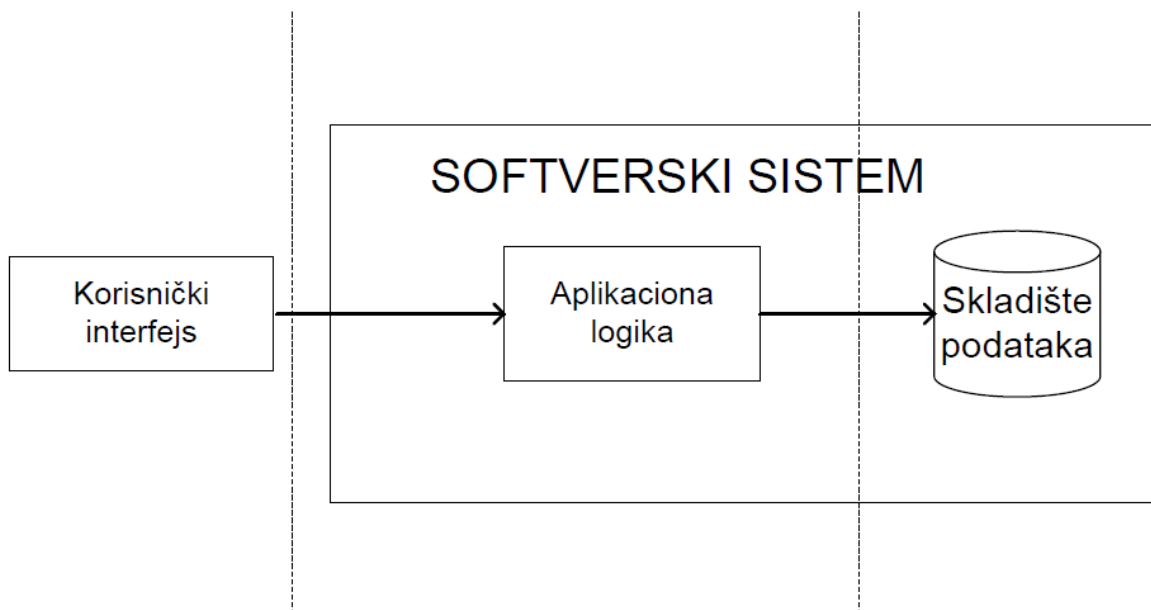 SOFTVERSKI SISTEM
Korisnički
interfejs
Aplikaciona
logika
Skladište
podataka